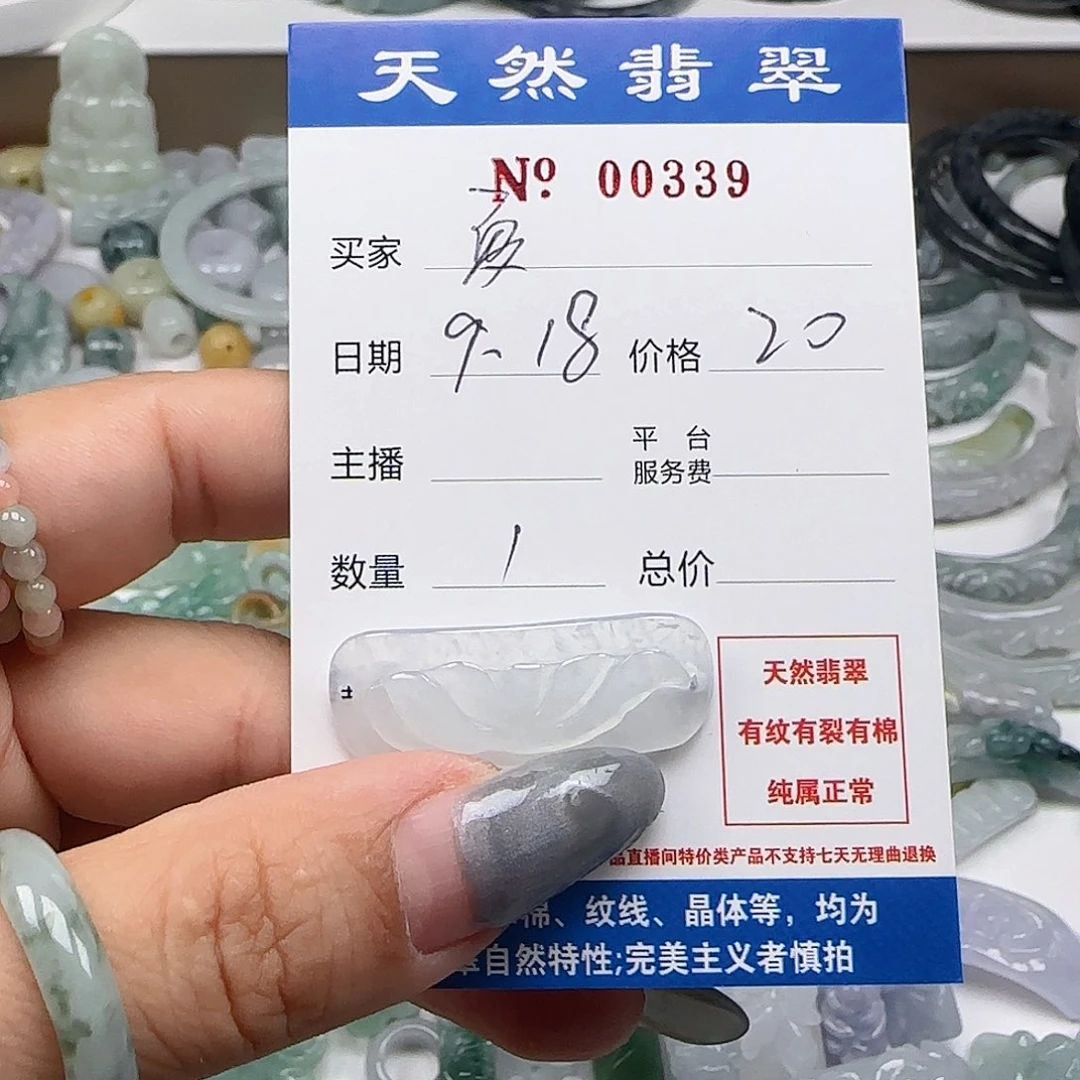 天然翡翠
Nº 00339
买家 夏
日期 9.18 价格 20
主播 平台服务费
数量 1 总价
天然翡翠
有纹有裂有棉
纯属正常
品直播间特价类产品不支持七天无理由退换
棉、纹线、晶体等，均为
自然特性;完美主义者慎拍